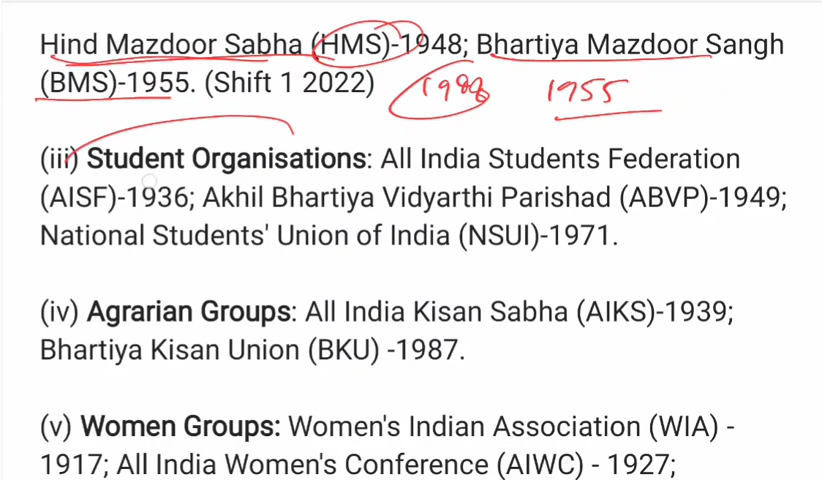 Hind Mazdoor Sabha (HMS)-1948; Bhartiya Mazdoor Sangh
(BMS)-1955. (Shift 1 2022)
1948 1955
(iii) Student Organisations: All India Students Federation
(AISF)-1936; Akhil Bhartiya Vidyarthi Parishad (ABVP)-1949;
National Students' Union of India (NSUI)-1971.
(iv) Agrarian Groups: All India Kisan Sabha (AIKS)-1939;
Bhartiya Kisan Union (BKU) -1987.
(v) Women Groups: Women's Indian Association (WIA) -
1917; All India Women's Conference (AIWC) - 1927;